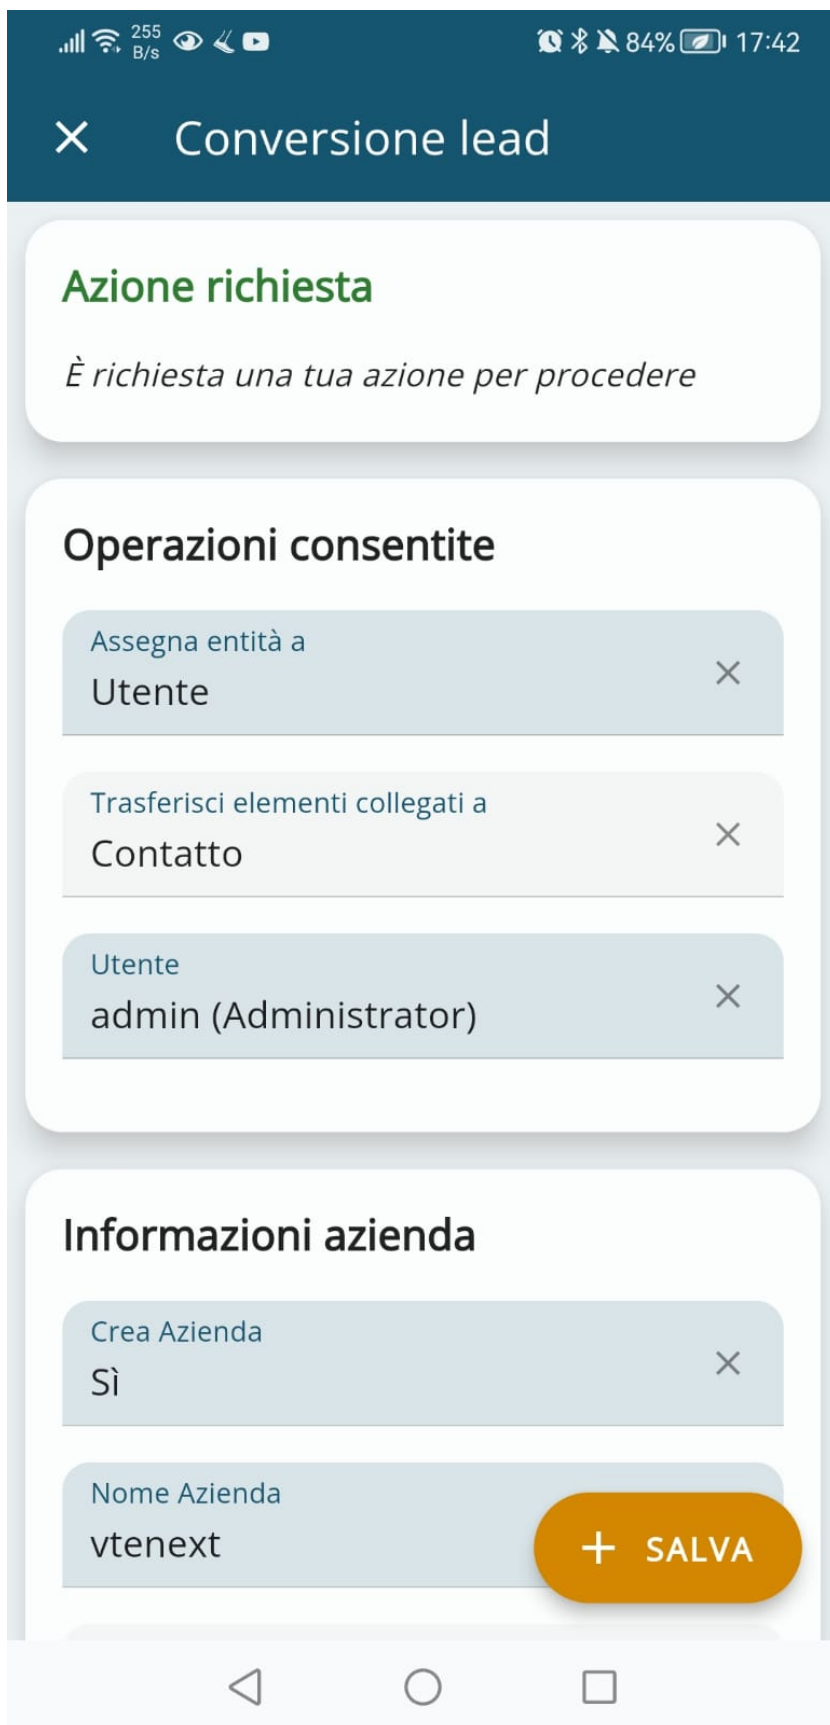 255
B/s
84%
17:42
Conversione lead
Azione richiesta
È richiesta una tua azione per procedere
Operazioni consentite
Assegna entità a
Utente
Trasferisci elementi collegati a
Contatto
Utente
admin (Administrator)
Informazioni azienda
Crea Azienda
Sì
Nome Azienda
vtenext
SALVA